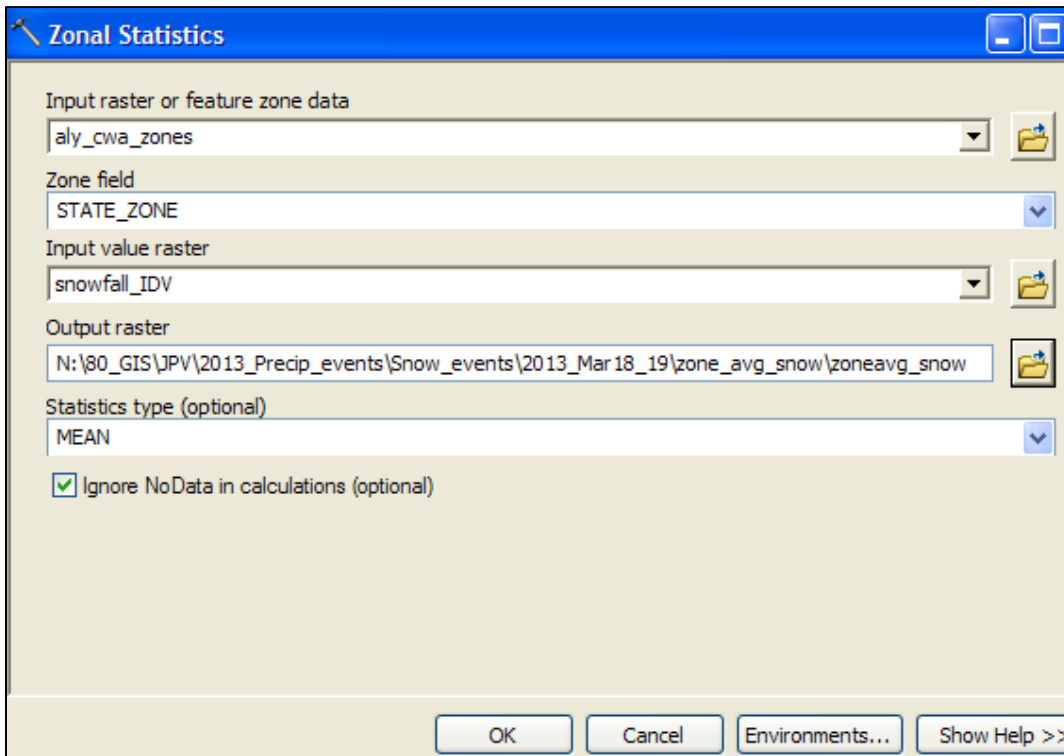 Zonal Statistics
Input raster or feature zone data
aly_cwa_zones
Zone field
STATE_ZONE
Input value raster
snowfall_IDV
Output raster
N:\80_GIS\JPV\2013_Precip_events\Snow_events\2013_Mar18_19\zone_avg_snow\zoneavg_snow
Statistics type (optional)
MEAN
Ignore NoData in calculations (optional)
OK Cancel Environments... Show Help >>